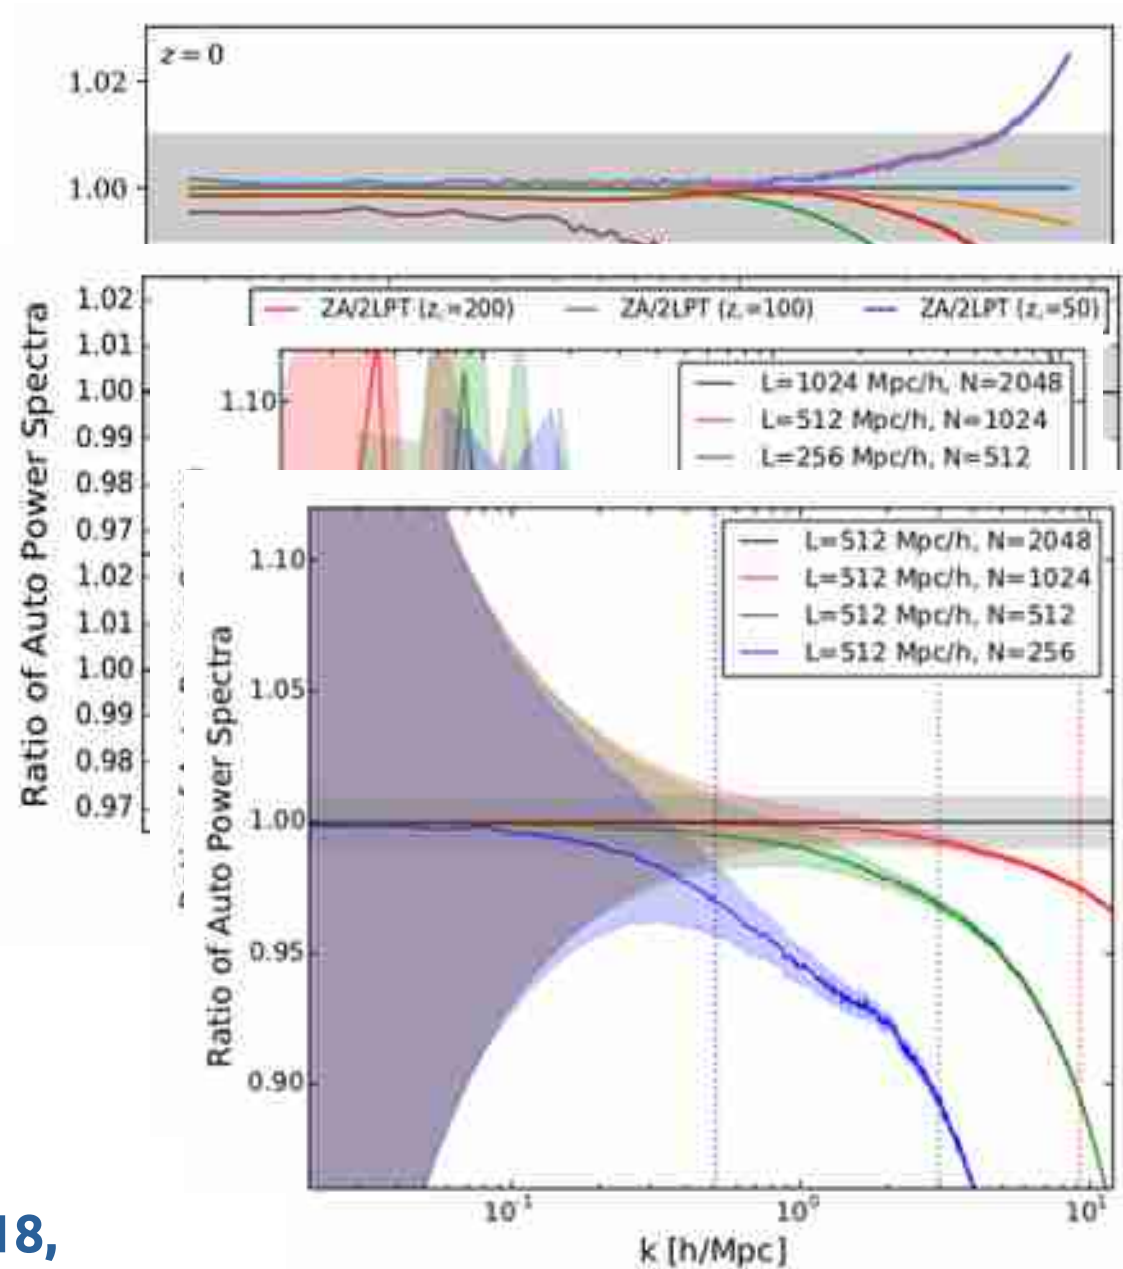 z = 0
1.02
1.00
Ratio of Auto Power Spectra
1.02
1.01
1.00
0.99
0.98
0.97
1.02
1.01
1.00
0.99
0.98
0.97
ZA/2LPT (zᵢ=200) ZA/2LPT (zᵢ=100) ZA/2LPT (zᵢ=50)
1.10
L=1024 Mpc/h, N=2048
L=512 Mpc/h, N=1024
L=256 Mpc/h, N=512
L=512 Mpc/h, N=2048
L=512 Mpc/h, N=1024
L=512 Mpc/h, N=512
L=512 Mpc/h, N=256
Ratio of Auto Power Spectra
1.10
1.05
1.00
0.95
0.90
10⁻¹ 10⁰ 10¹
k [h/Mpc]
18,